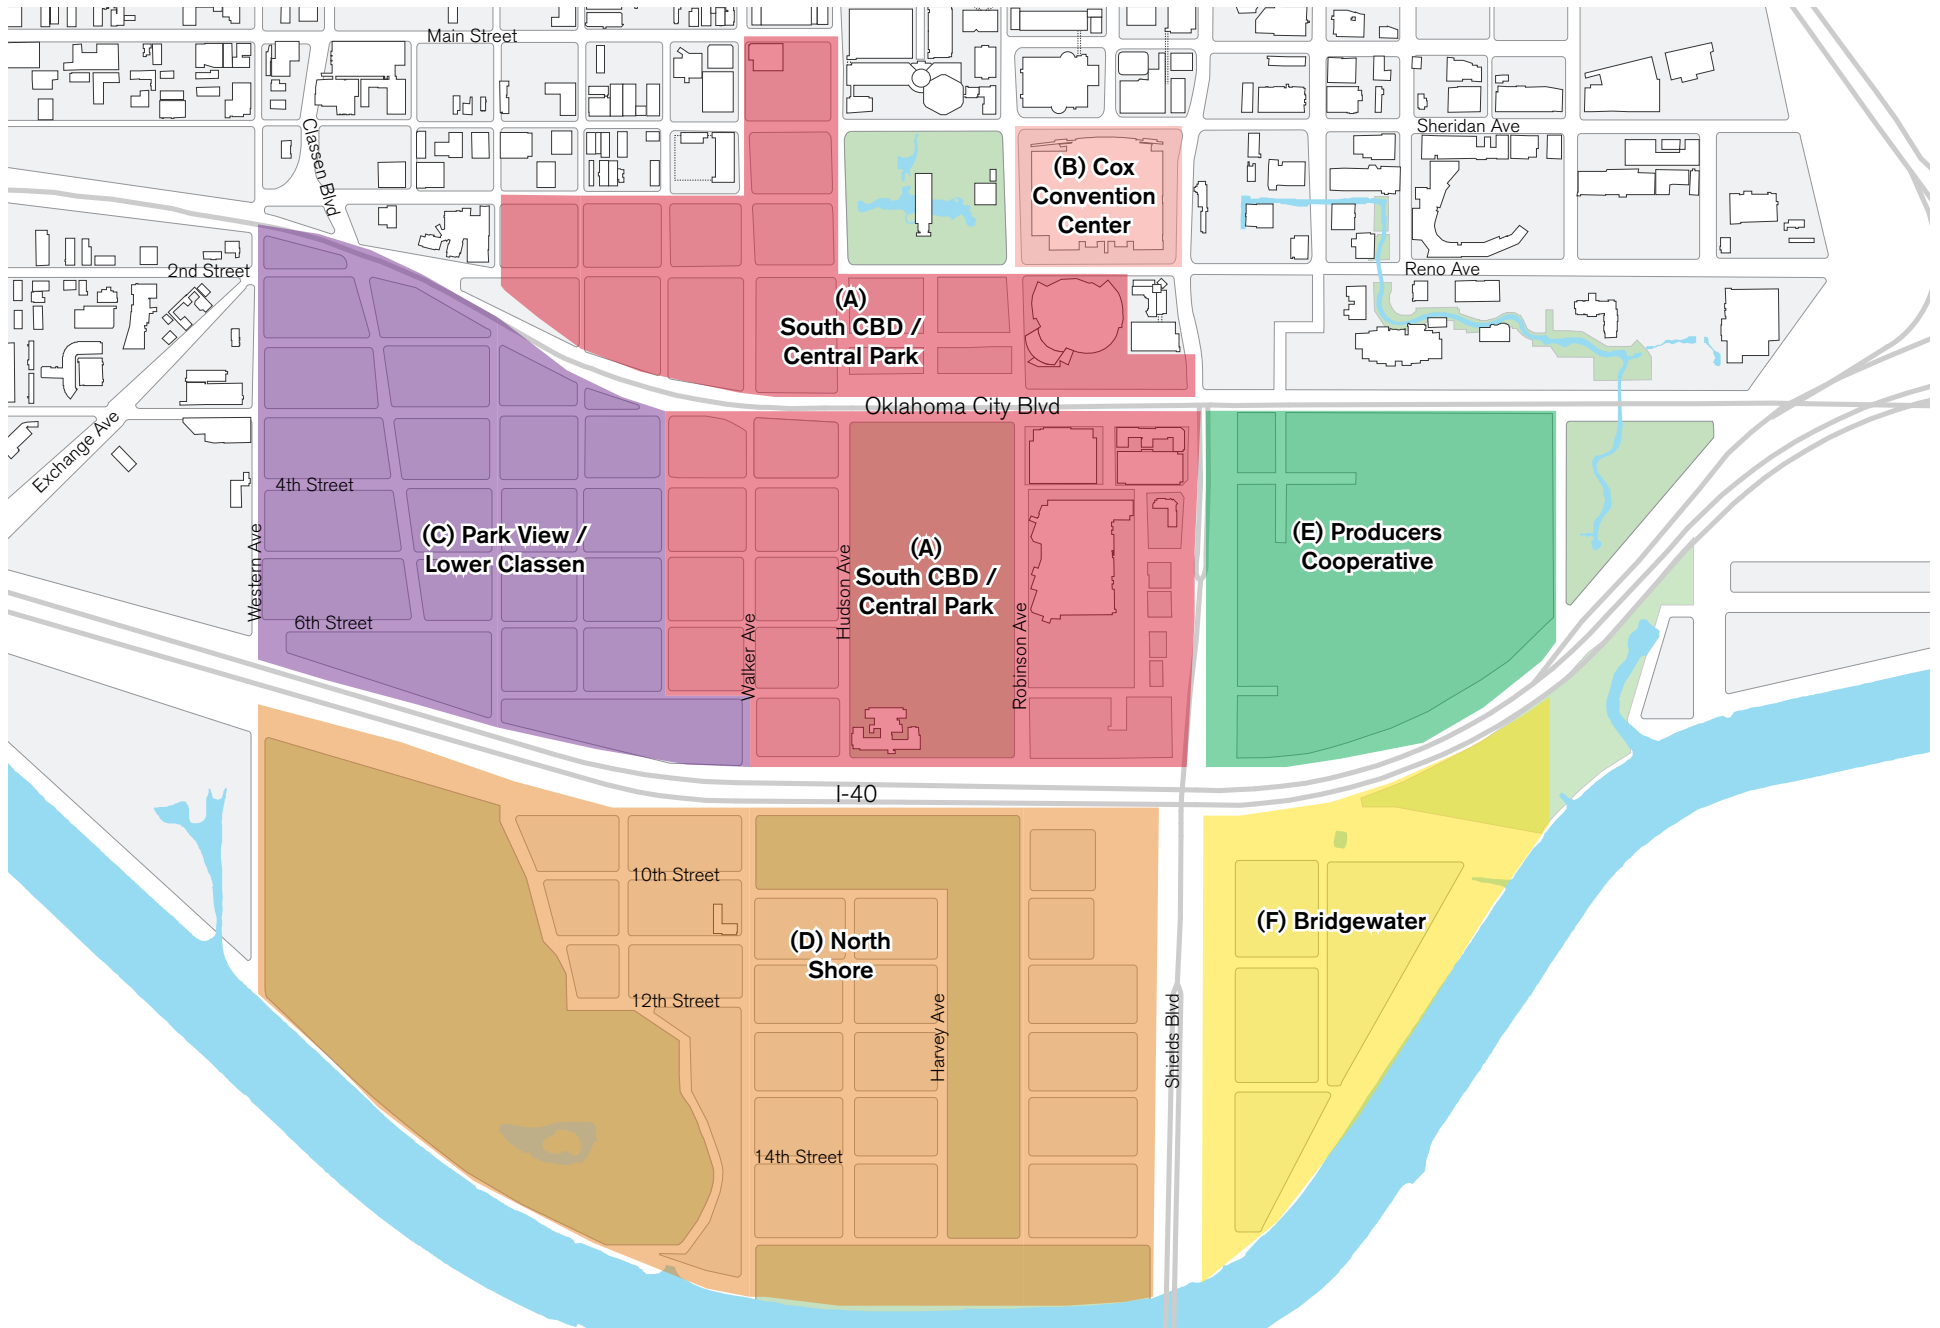 Main Street
Sheridan Ave
Classen Blvd
(B) Cox
Convention
Center
2nd Street
Reno Ave
(A)
South CBD /
Central Park
Oklahoma City Blvd
Exchange Ave
4th Street
(C) Park View /
Lower Classen
Western Ave
(A)
South CBD /
Central Park
(E) Producers
Cooperative
Hudson Ave
6th Street
Walker Ave
Robinson Ave
I-40
10th Street
(D) North
Shore
(F) Bridgewater
12th Street
Harvey Ave
Shields Blvd
14th Street